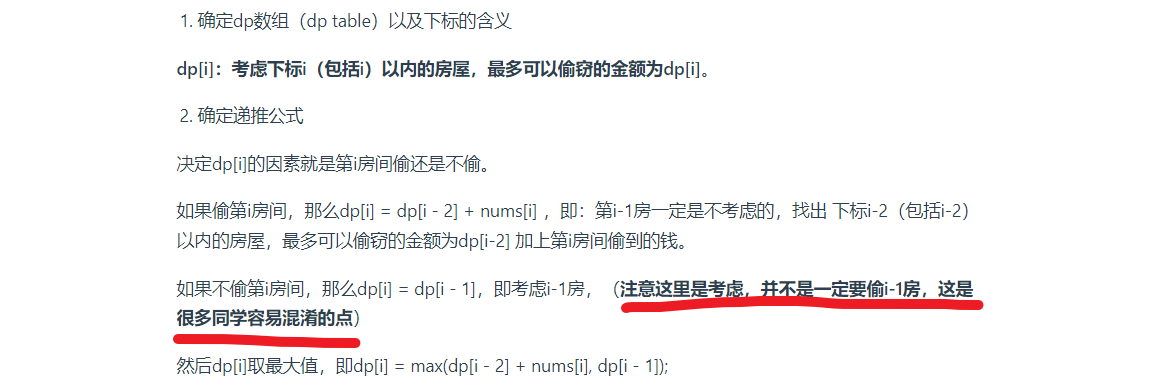 1. 确定dp数组（dp table）以及下标的含义
dp[i]：考虑下标i（包括i）以内的房屋，最多可以偷窃的金额为dp[i]。
2. 确定递推公式
决定dp[i]的因素就是第i房间偷还是不偷。
如果偷第i房间，那么dp[i] = dp[i - 2] + nums[i] ，即：第i-1房一定是不考虑的，找出 下标i-2（包括i-2）
以内的房屋，最多可以偷窃的金额为dp[i-2] 加上第i房间偷到的钱。
如果不偷第i房间，那么dp[i] = dp[i - 1]，即考虑i-1房，（注意这里是考虑，并不是一定要偷i-1房，这是
很多同学容易混淆的点）
然后dp[i]取最大值，即dp[i] = max(dp[i - 2] + nums[i], dp[i - 1]);